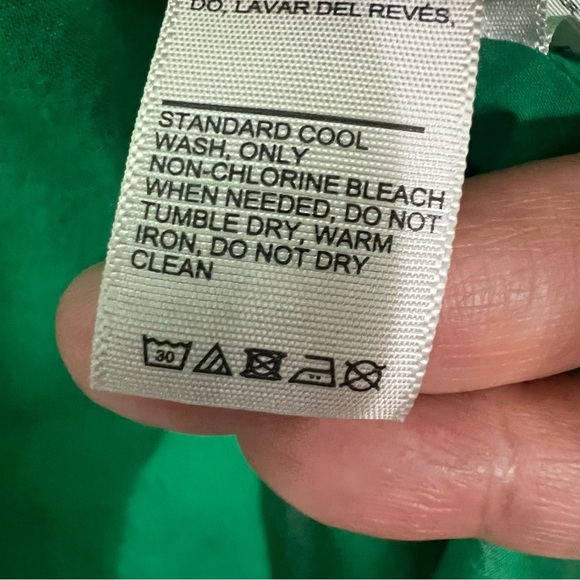 DO, LAVAR DEL REVÉS,
STANDARD COOL
WASH, ONLY
NON-CHLORINE BLEACH
WHEN NEEDED, DO NOT
TUMBLE DRY, WARM
IRON, DO NOT DRY
CLEAN
30